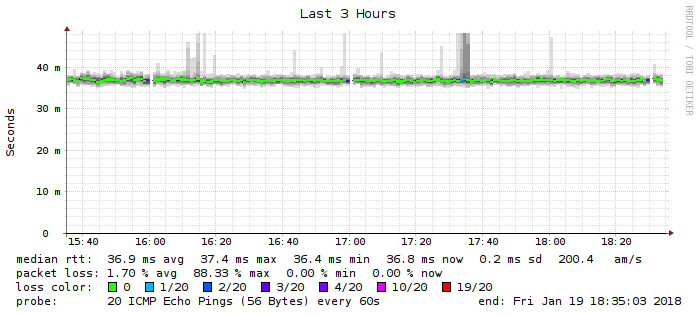 Last 3 Hours
RRDTOOL / TOBI OETIKER
Seconds
40 m
30 m
20 m
10 m
0
15:40 16:00 16:20 16:40 17:00 17:20 17:40 18:00 18:20
median rtt: 36.9 ms avg 37.4 ms max 36.4 ms min 36.8 ms now 0.2 ms sd 200.4 am/s
packet loss: 1.70 % avg 88.33 % max 0.00 % min 0.00 % now
loss color: 0 1/20 2/20 3/20 4/20 10/20 19/20
probe: 20 ICMP Echo Pings (56 Bytes) every 60s end: Fri Jan 19 18:35:03 2018